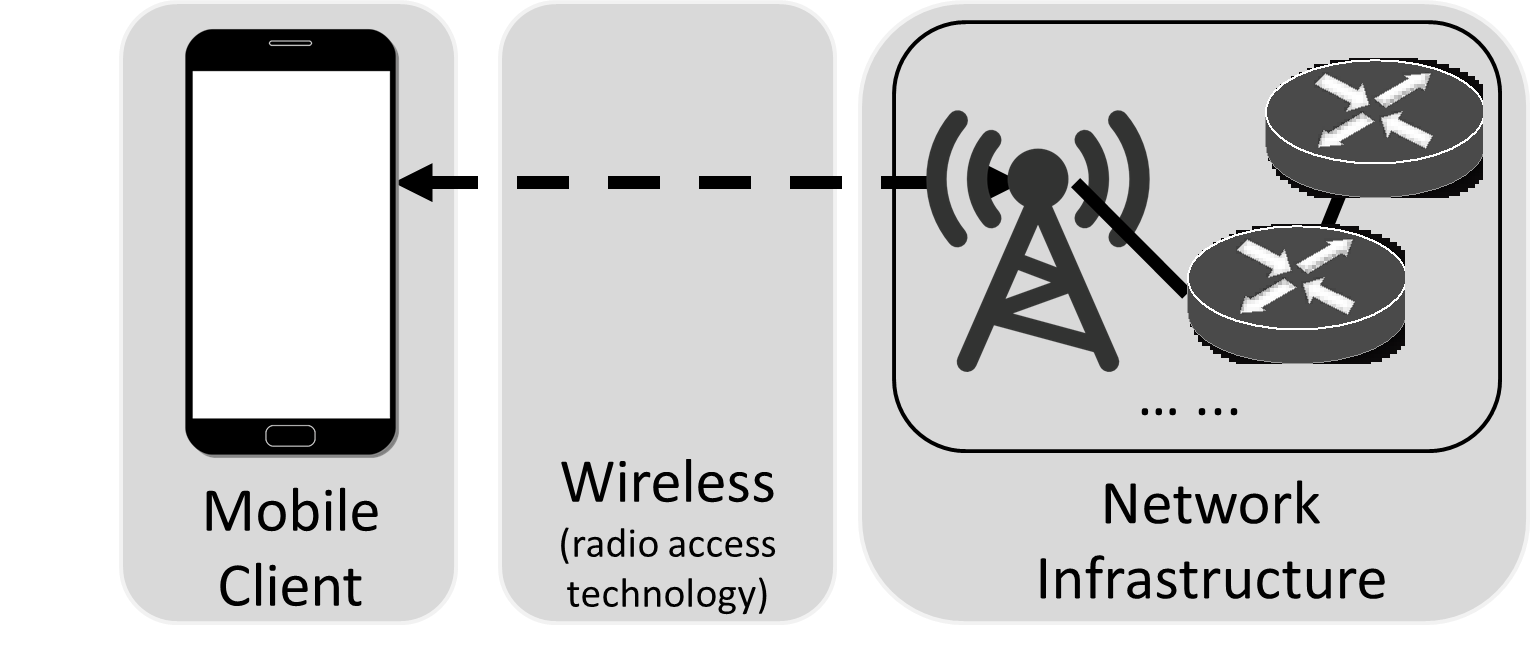 … …
Mobile
Client
Wireless
(radio access
technology)
Network
Infrastructure